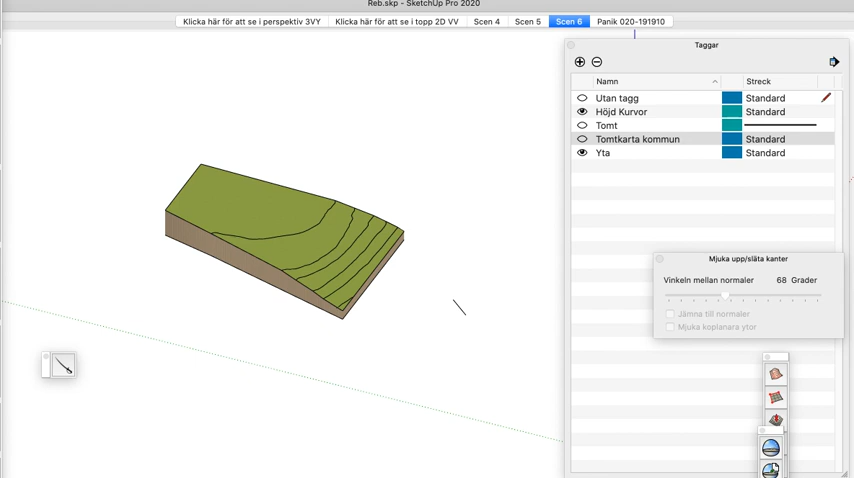 Reb.skp - SketchUp Pro 2020
Klicka här för att se i perspektiv 3VY Klicka här för att se i topp 2D VV Scen 4 Scen 5 Scen 6 Panik 020-191910
Taggar
Namn Streck
Utan tagg Standard
Höjd Kurvor Standard
Tomt
Tomtkarta kommun Standard
Yta Standard
Mjuka upp/släta kanter
Vinkeln mellan normaler 68 Grader
Jämna till normaler
Mjuka koplanara ytor